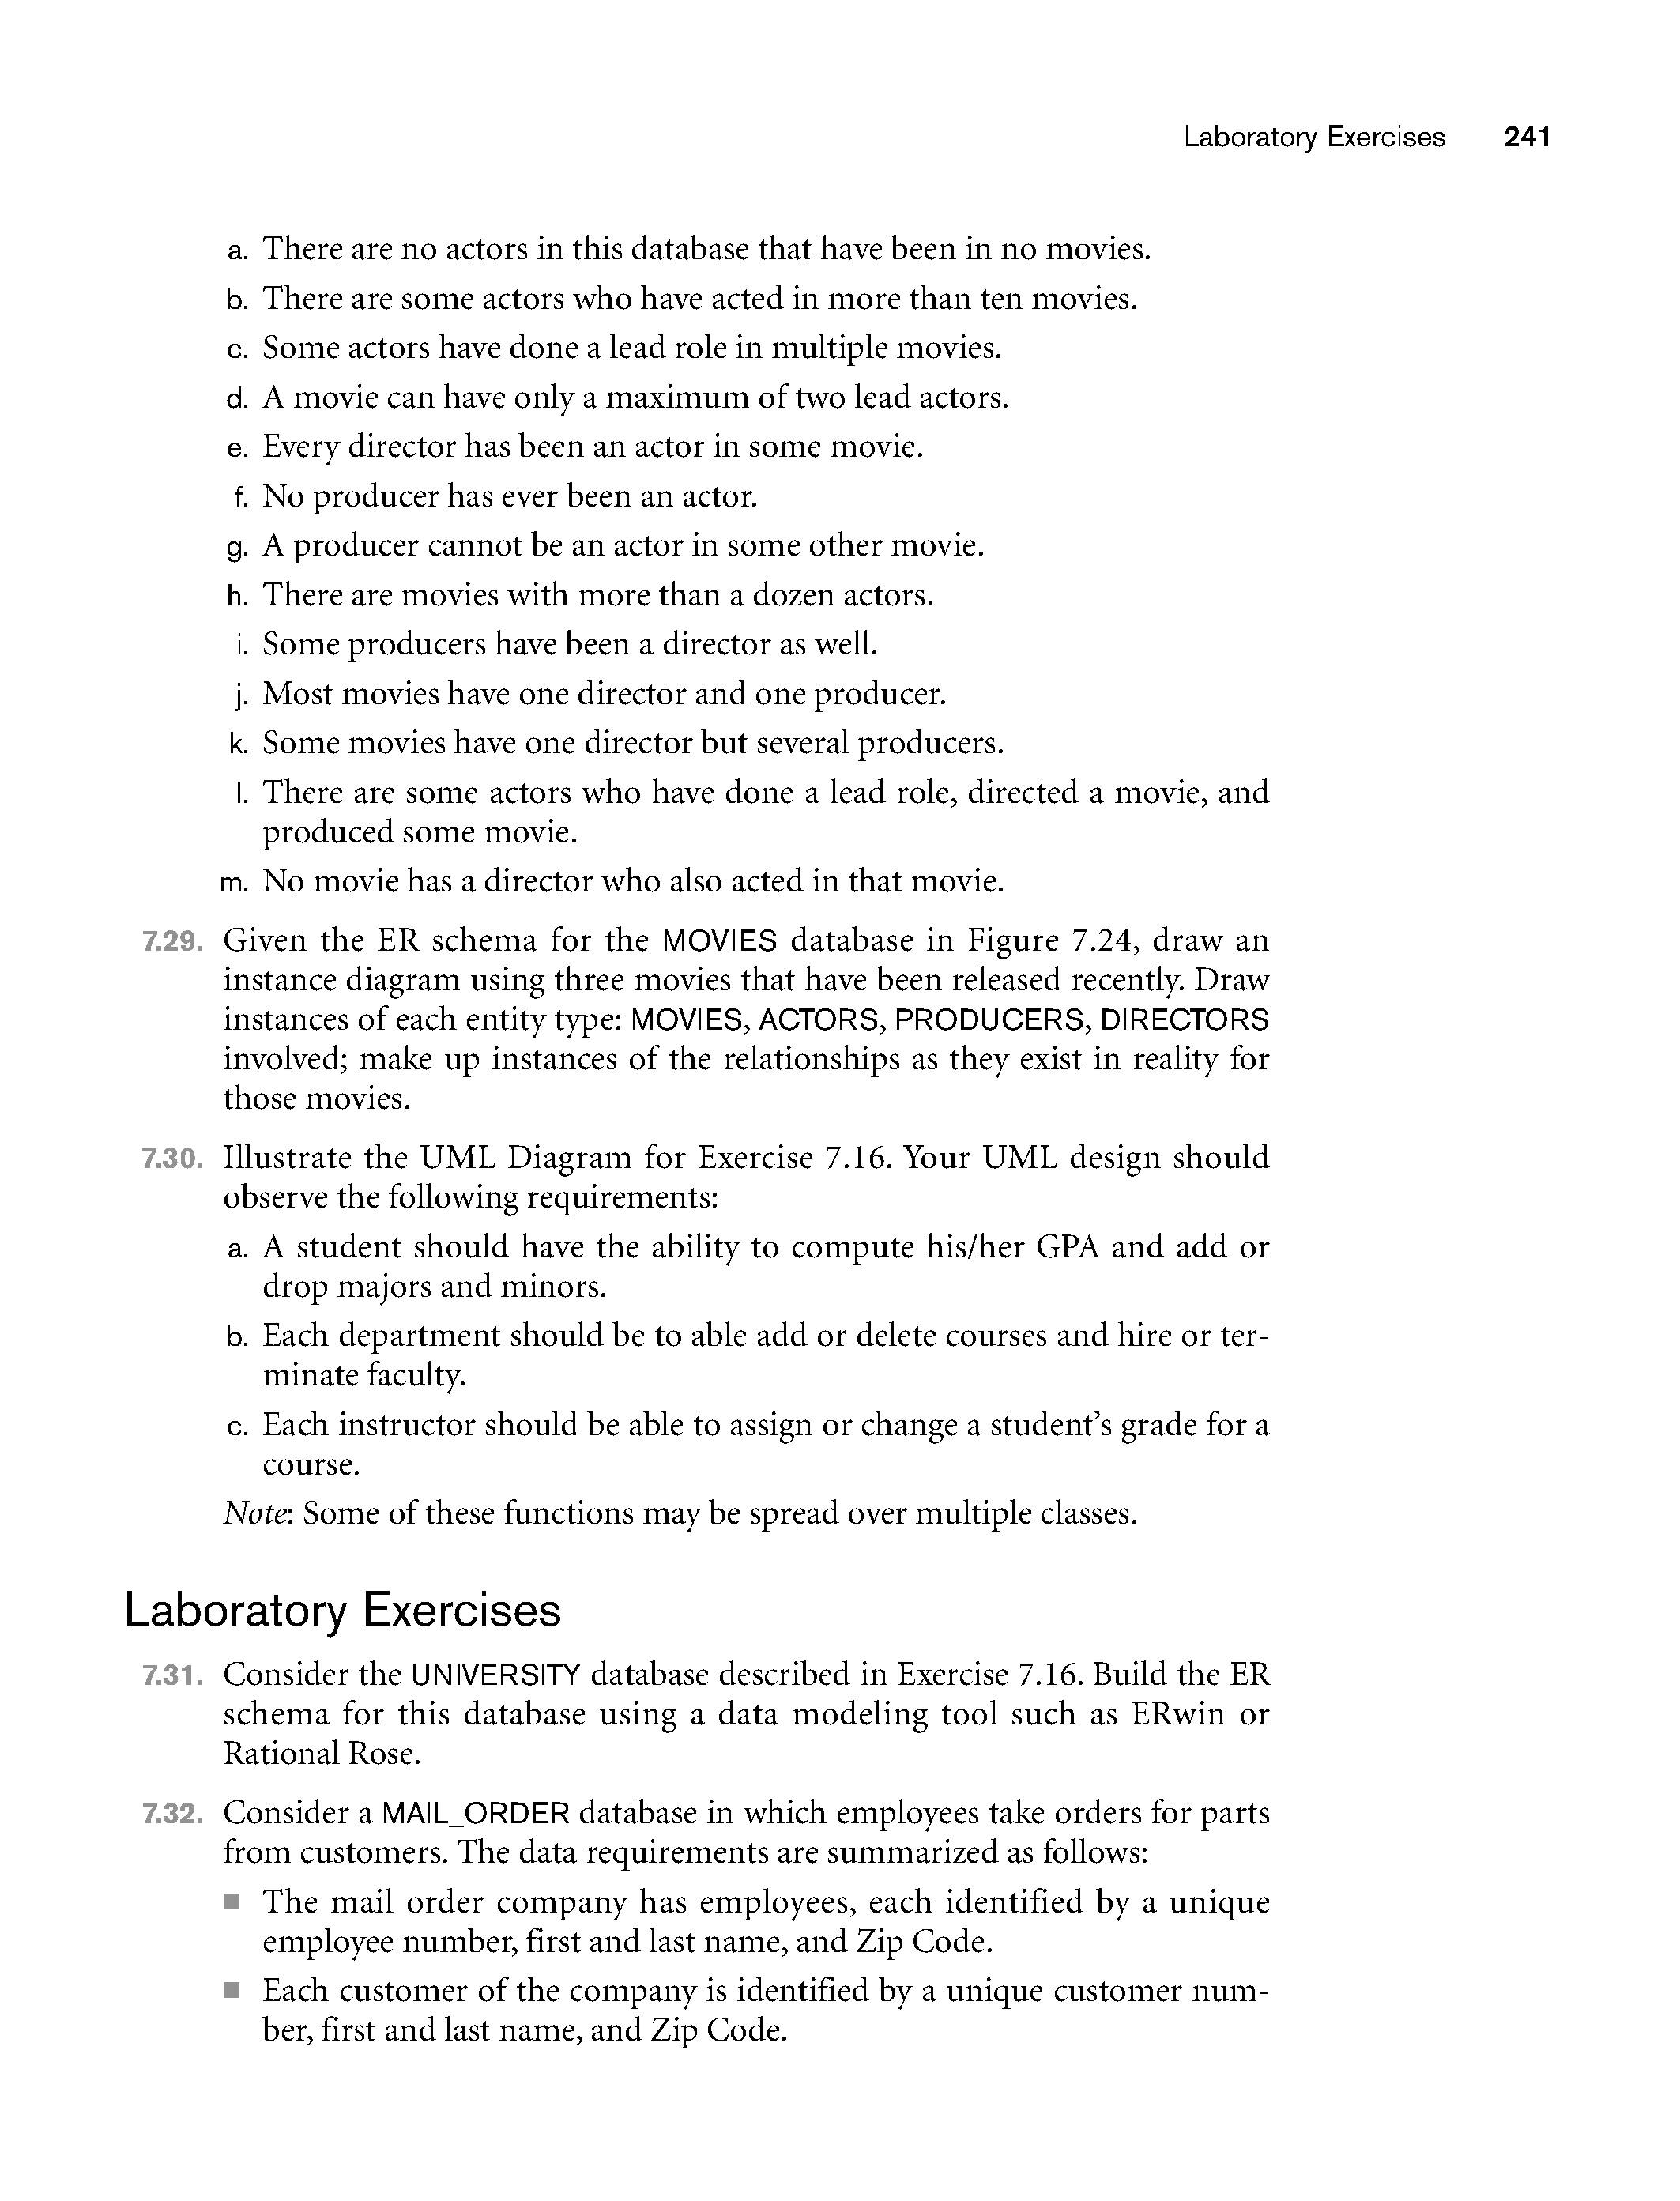 Laboratory Exercises 241
a. There are no actors in this database that have been in no movies.
b. There are some actors who have acted in more than ten movies.
c. Some actors have done a lead role in multiple movies.
d. A movie can have only a maximum of two lead actors.
e. Every director has been an actor in some movie.
f. No producer has ever been an actor.
g. A producer cannot be an actor in some other movie.
h. There are movies with more than a dozen actors.
i. Some producers have been a director as well.
j. Most movies have one director and one producer.
k. Some movies have one director but several producers.
l. There are some actors who have done a lead role, directed a movie, and
produced some movie.
m. No movie has a director who also acted in that movie.
7.29. Given the ER schema for the MOVIES database in Figure 7.24, draw an
instance diagram using three movies that have been released recently. Draw
instances of each entity type: MOVIES, ACTORS, PRODUCERS, DIRECTORS
involved; make up instances of the relationships as they exist in reality for
those movies.
7.30. Illustrate the UML Diagram for Exercise 7.16. Your UML design should
observe the following requirements:
a. A student should have the ability to compute his/her GPA and add or
drop majors and minors.
b. Each department should be to able add or delete courses and hire or ter-
minate faculty.
c. Each instructor should be able to assign or change a student’s grade for a
course.
Note: Some of these functions may be spread over multiple classes.
Laboratory Exercises
7.31. Consider the UNIVERSITY database described in Exercise 7.16. Build the ER
schema for this database using a data modeling tool such as ERwin or
Rational Rose.
7.32. Consider a MAIL_ORDER database in which employees take orders for parts
from customers. The data requirements are summarized as follows:
■ The mail order company has employees, each identified by a unique
employee number, first and last name, and Zip Code.
■ Each customer of the company is identified by a unique customer num-
ber, first and last name, and Zip Code.